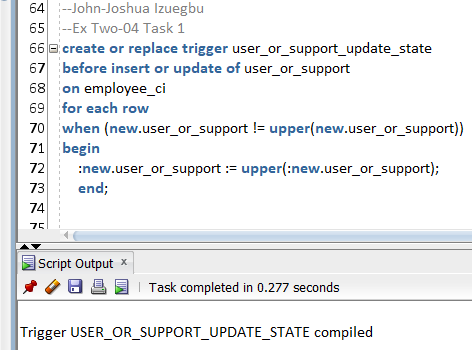 64 --John-Joshua Izuegbu
65 --Ex Two-04 Task 1
66 create or replace trigger user_or_support_update_state
67 before insert or update of user_or_support
68 on employee_ci
69 for each row
70 when (new.user_or_support != upper(new.user_or_support))
71 begin
72 :new.user_or_support := upper(:new.user_or_support);
73 end;
74
75
Script Output x
Task completed in 0.277 seconds
Trigger USER_OR_SUPPORT_UPDATE_STATE compiled